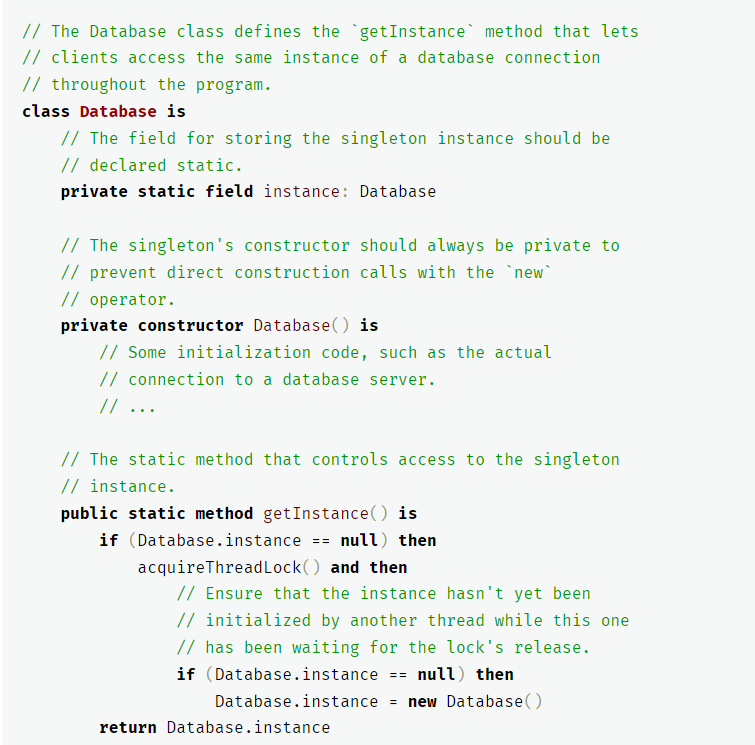 // The Database class defines the `getInstance` method that lets
// clients access the same instance of a database connection
// throughout the program.
class Database is
    // The field for storing the singleton instance should be
    // declared static.
    private static field instance: Database

    // The singleton's constructor should always be private to
    // prevent direct construction calls with the `new`
    // operator.
    private constructor Database() is
        // Some initialization code, such as the actual
        // connection to a database server.
        // ...

    // The static method that controls access to the singleton
    // instance.
    public static method getInstance() is
        if (Database.instance == null) then
            acquireThreadLock() and then
                // Ensure that the instance hasn't yet been
                // initialized by another thread while this one
                // has been waiting for the lock's release.
                if (Database.instance == null) then
                    Database.instance = new Database()
        return Database.instance